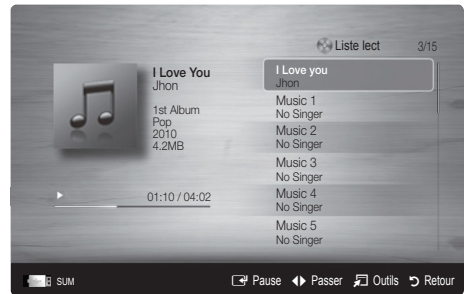 Liste lect 3/15
I Love You
Jhon
1st Album
Pop
2010
4.2MB
01:10 / 04:02
I Love you
Jhon
Music 1
No Singer
Music 2
No Singer
Music 3
No Singer
Music 4
No Singer
Music 5
No Singer
SUM
Pause Passer Outils Retour